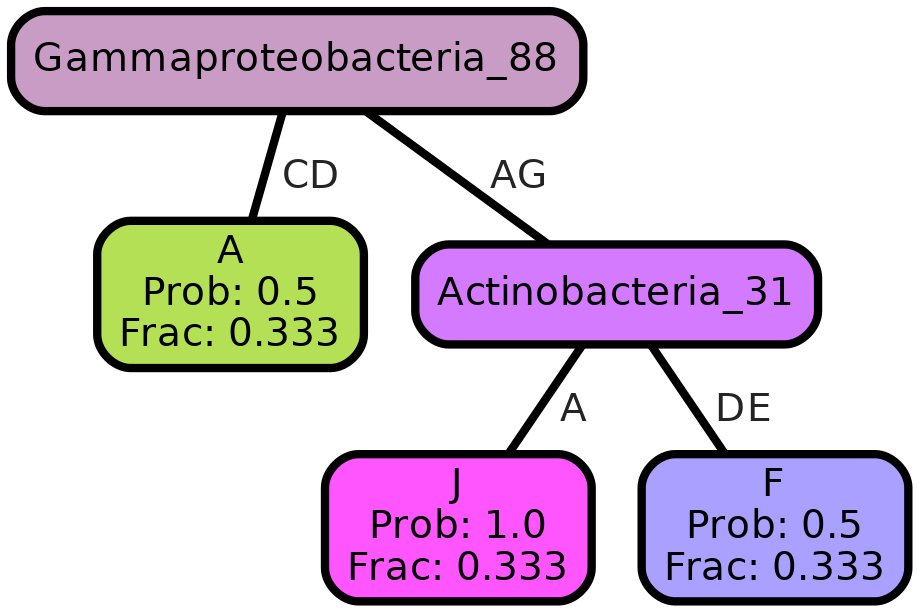 Gammaproteobacteria_88
CD
AG
A
Prob: 0.5
Frac: 0.333
Actinobacteria_31
A
DE
J
Prob: 1.0
Frac: 0.333
F
Prob: 0.5
Frac: 0.333